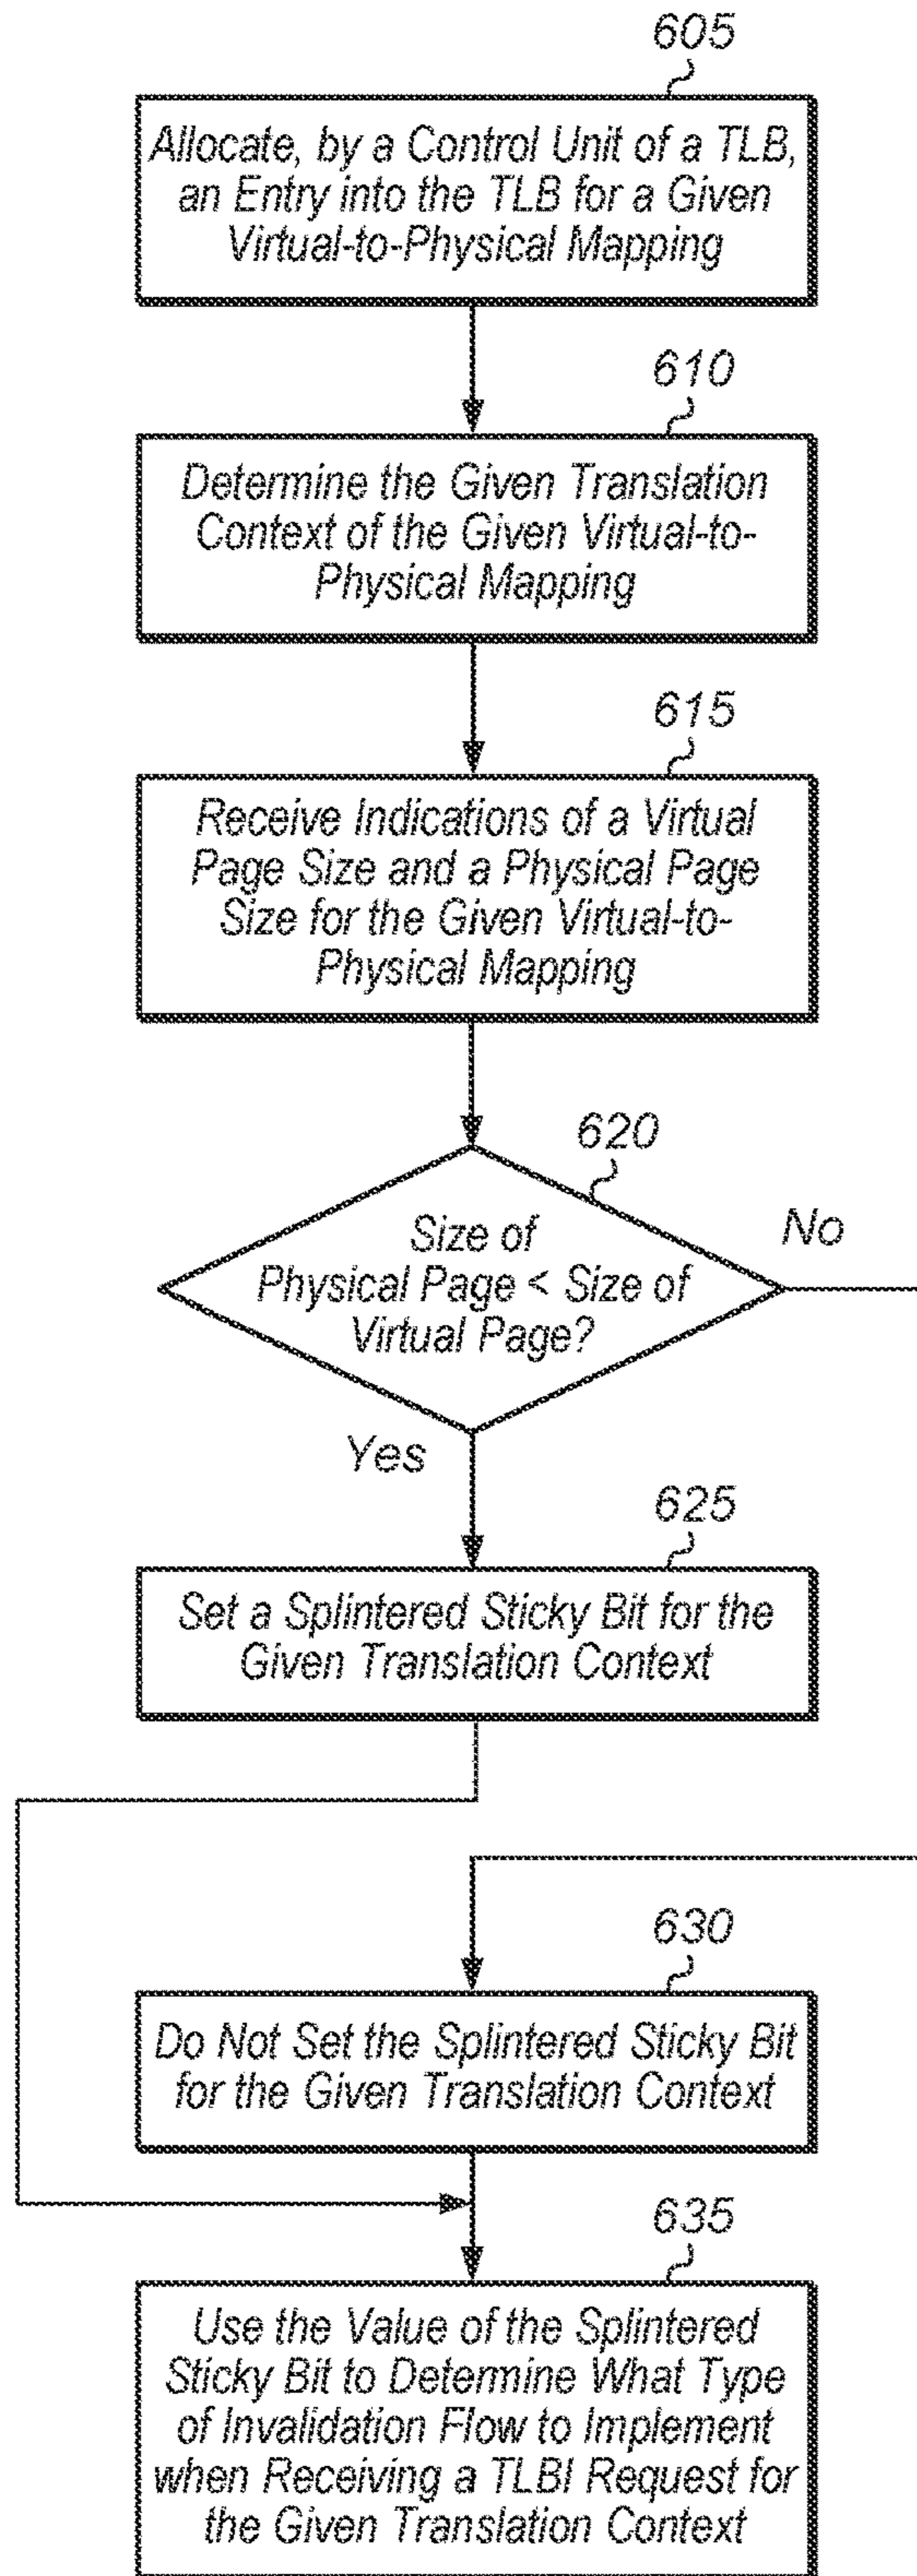 605
Allocate, by a Control Unit of a TLB,
an Entry into the TLB for a Given
Virtual-to-Physical Mapping
610
Determine the Given Translation
Context of the Given Virtual-to-
Physical Mapping
615
Receive Indications of a Virtual
Page Size and a Physical Page
Size for the Given Virtual-to-
Physical Mapping
620
Size of
Physical Page < Size of
Virtual Page?
No
Yes
625
Set a Splintered Sticky Bit for the
Given Translation Context
630
Do Not Set the Splintered Sticky Bit
for the Given Translation Context
635
Use the Value of the Splintered
Sticky Bit to Determine What Type
of Invalidation Flow to Implement
when Receiving a TLBI Request for
the Given Translation Context